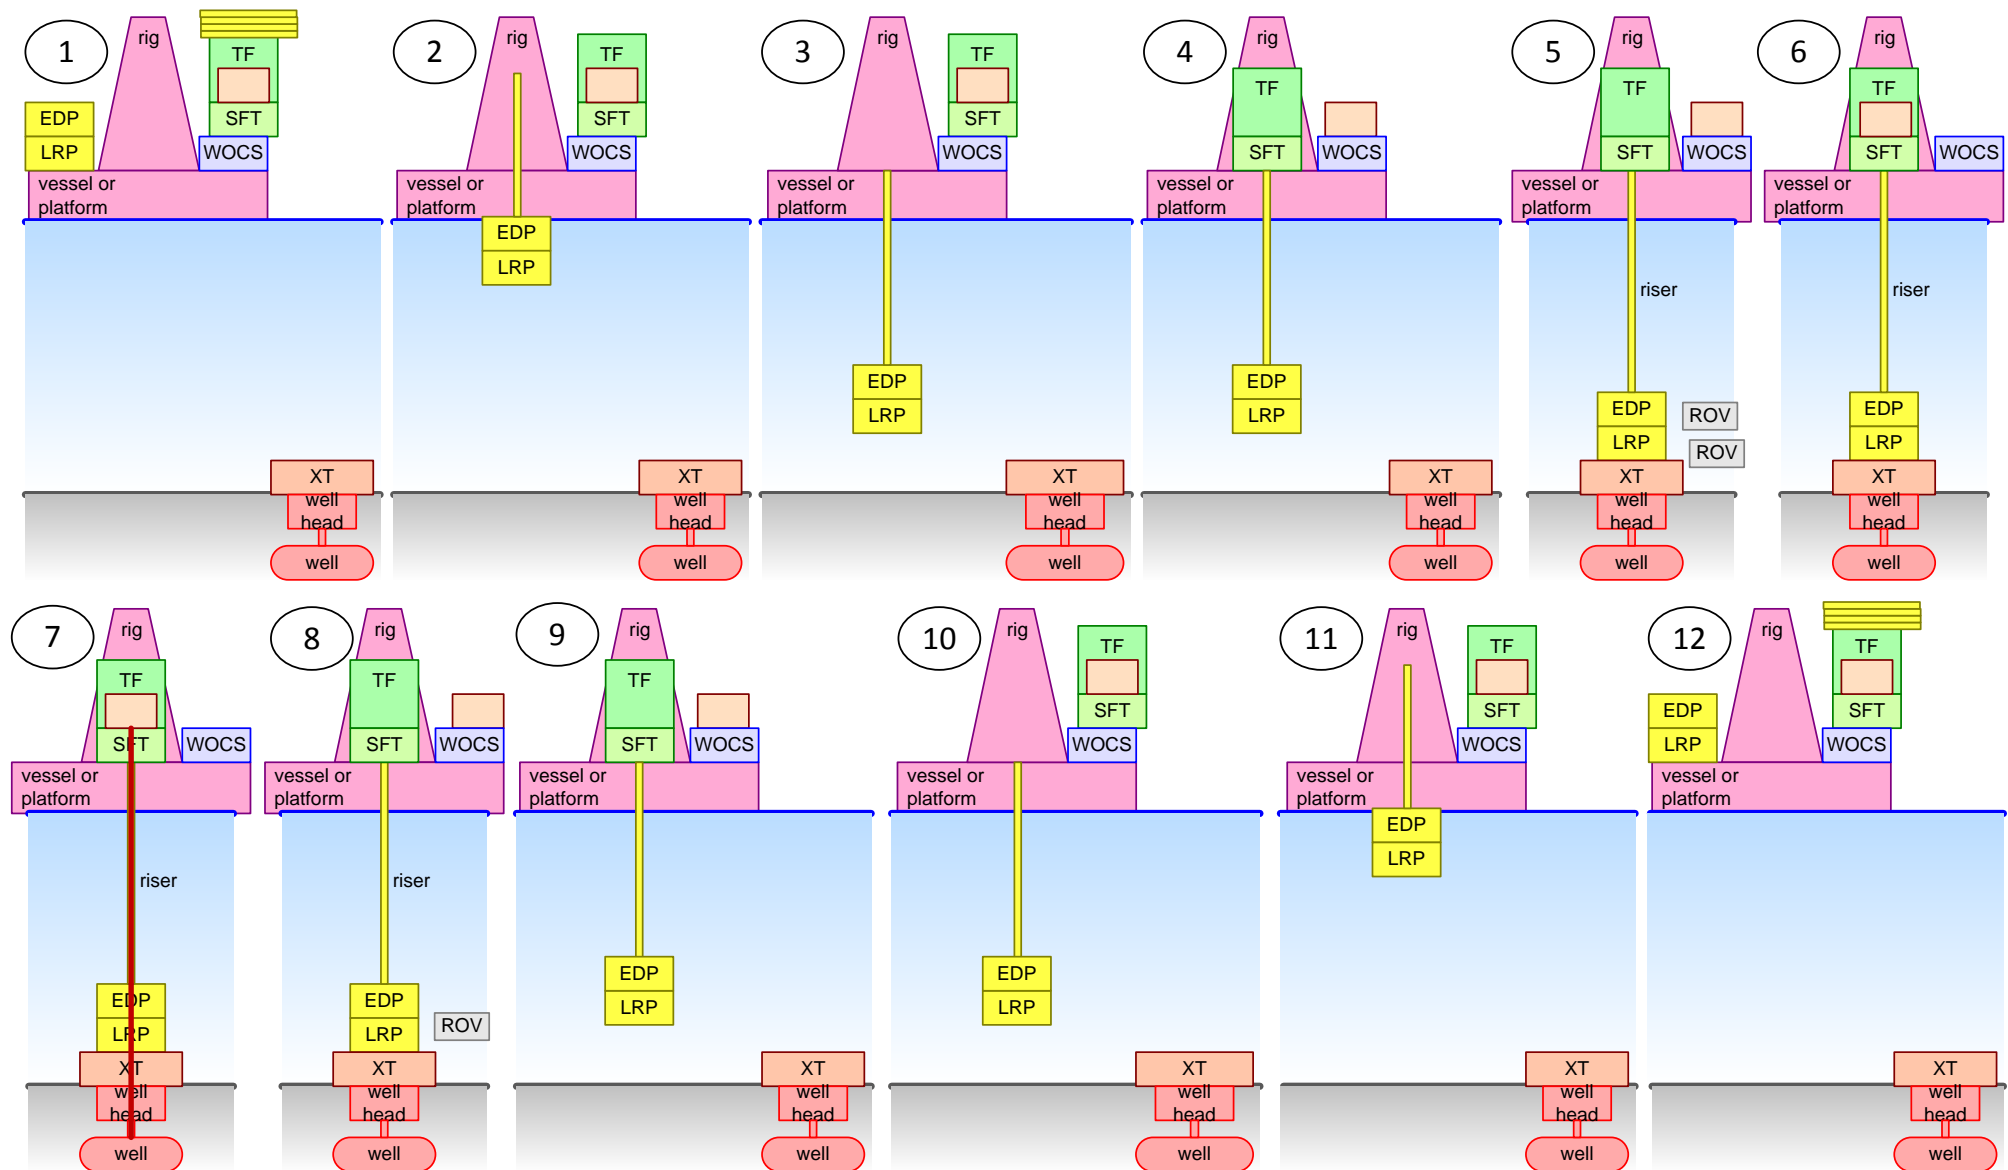 1
rig
TF
EDP
SFT
LRP
WOCS
vessel or
platform
XT
well
head
well
2
rig
TF
SFT
WOCS
vessel or
platform
EDP
LRP
XT
well
head
well
3
rig
TF
SFT
WOCS
vessel or
platform
EDP
LRP
XT
well
head
well
4
rig
TF
SFT
WOCS
vessel or
platform
EDP
LRP
XT
well
head
well
5
rig
TF
SFT
WOCS
vessel or
platform
riser
EDP
ROV
LRP
ROV
XT
well
head
well
6
rig
TF
SFT
WOCS
vessel or
platform
riser
EDP
LRP
XT
well
head
well
7
rig
TF
SFT
WOCS
vessel or
platform
riser
EDP
LRP
XT
well
head
well
8
rig
TF
SFT
WOCS
vessel or
platform
riser
EDP
ROV
LRP
XT
well
head
well
9
rig
TF
SFT
WOCS
vessel or
platform
EDP
LRP
XT
well
head
well
10
rig
TF
SFT
WOCS
vessel or
platform
EDP
LRP
XT
well
head
well
11
rig
TF
SFT
WOCS
vessel or
platform
EDP
LRP
XT
well
head
well
12
rig
TF
EDP
SFT
LRP
WOCS
vessel or
platform
XT
well
head
well